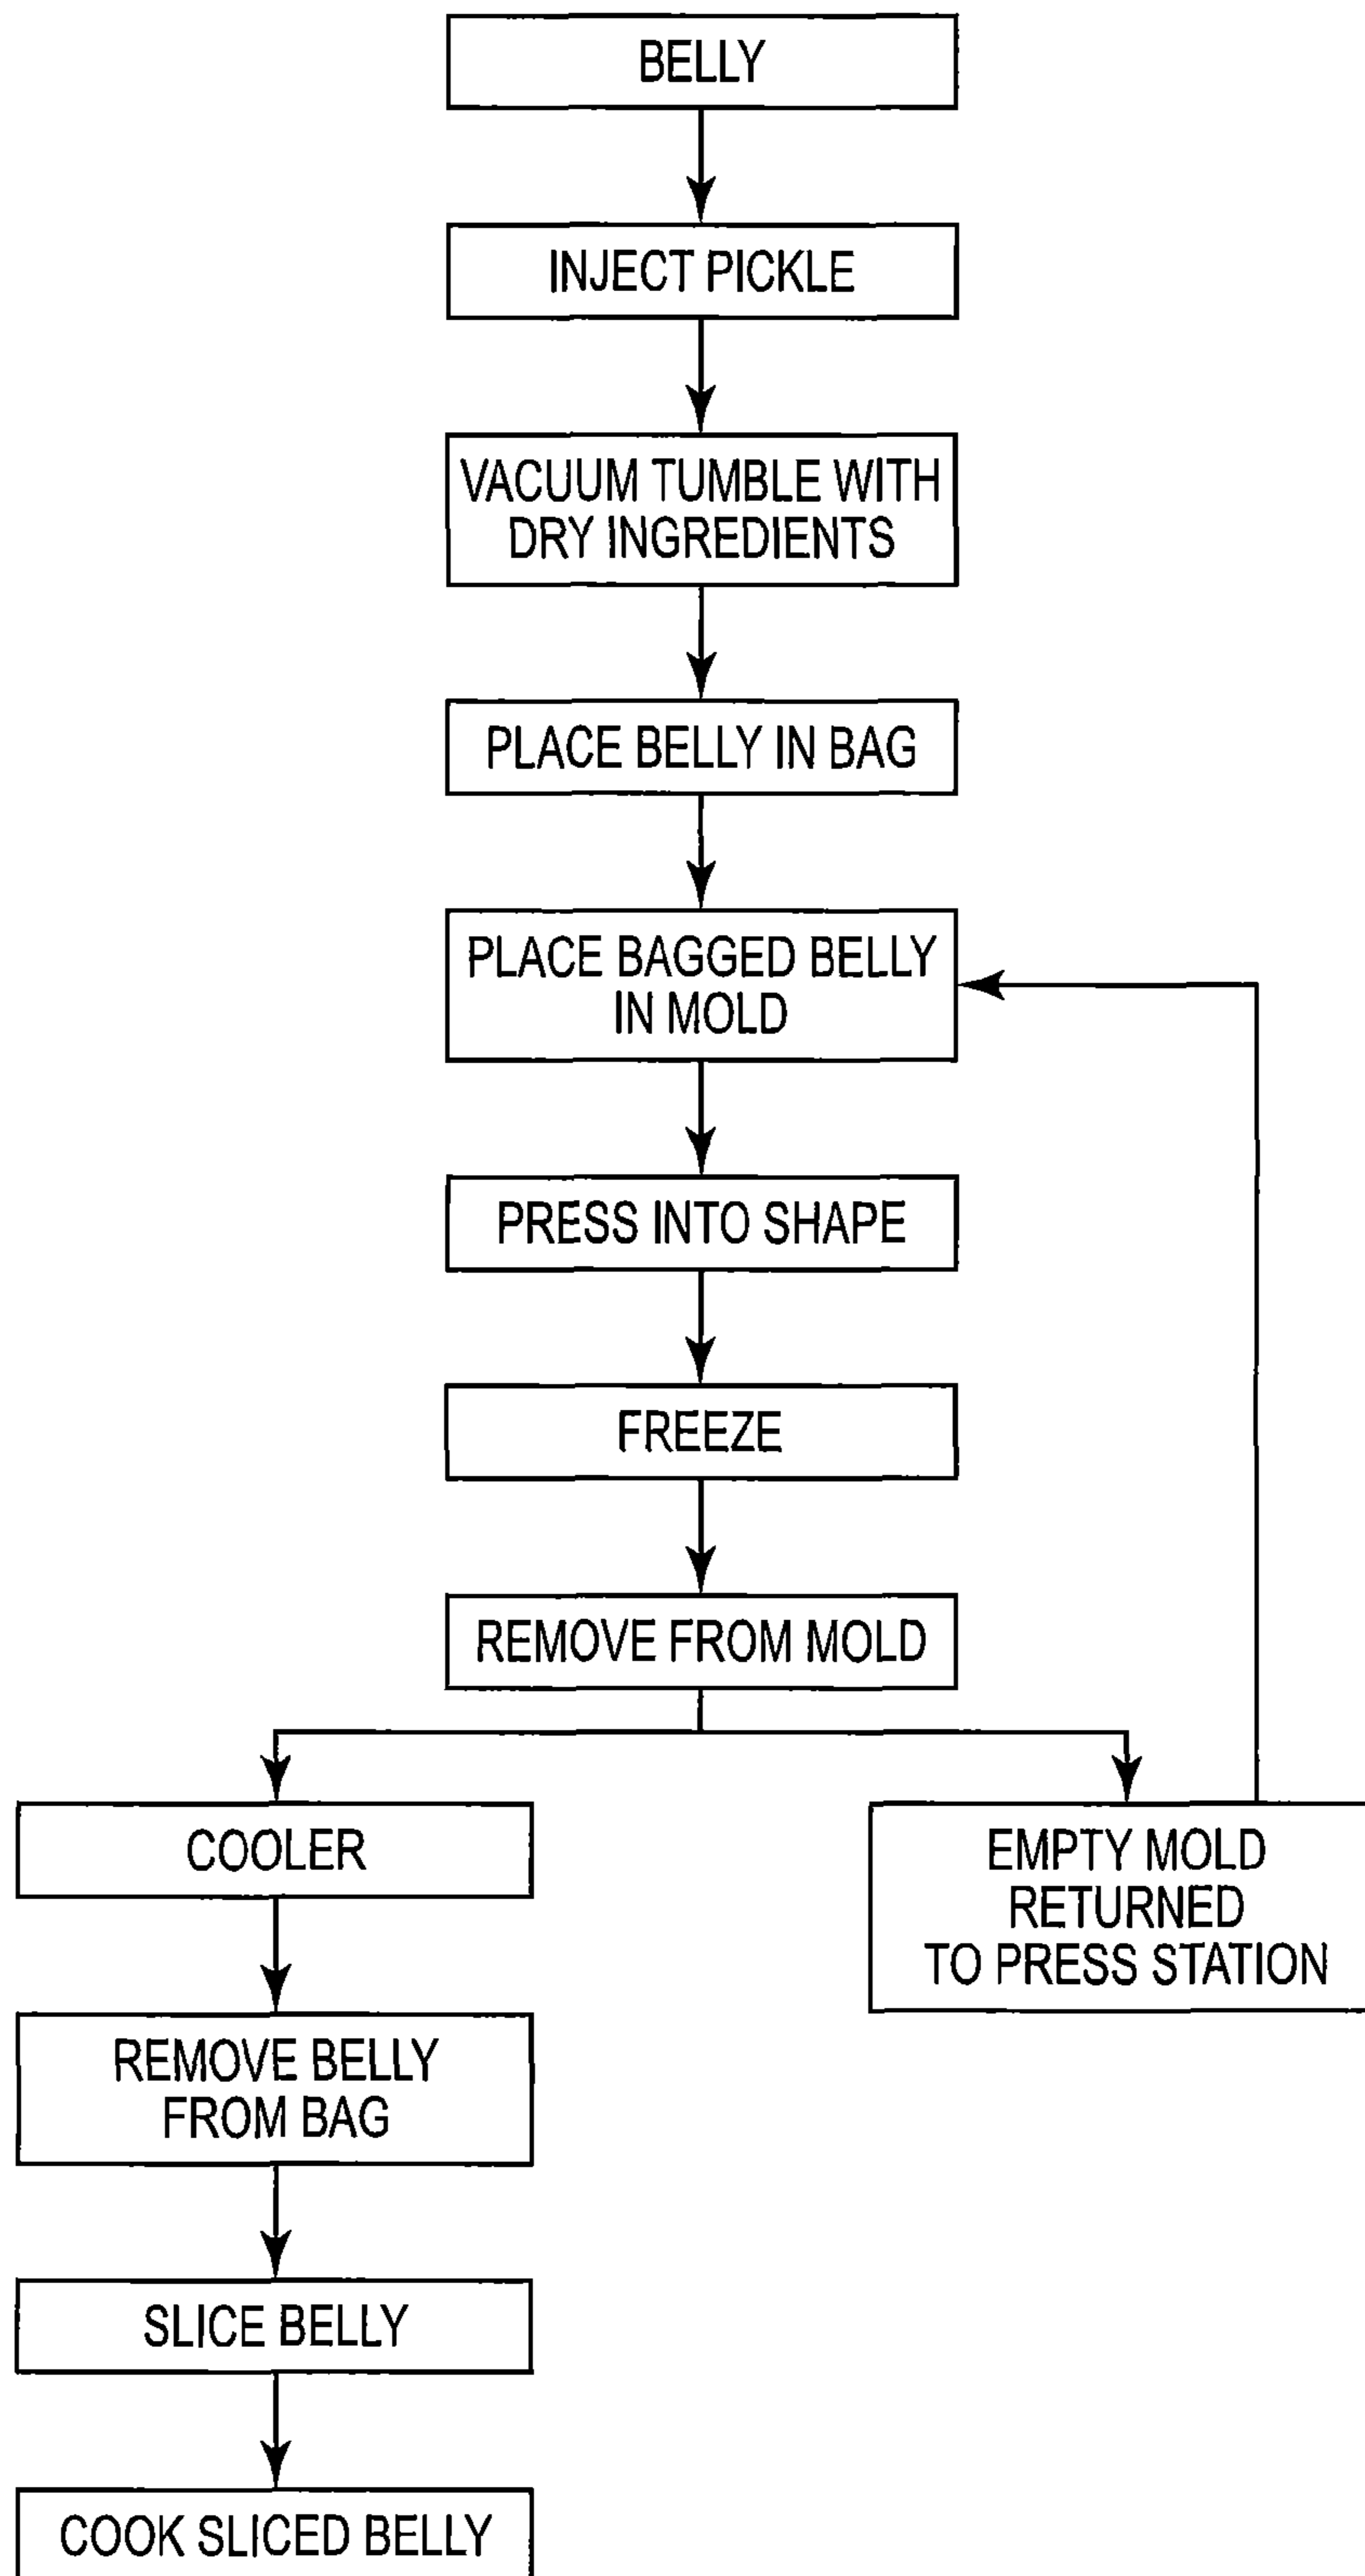 BELLY
INJECT PICKLE
VACUUM TUMBLE WITH
DRY INGREDIENTS
PLACE BELLY IN BAG
PLACE BAGGED BELLY
IN MOLD
PRESS INTO SHAPE
FREEZE
REMOVE FROM MOLD
COOLER
EMPTY MOLD
RETURNED
TO PRESS STATION
REMOVE BELLY
FROM BAG
SLICE BELLY
COOK SLICED BELLY